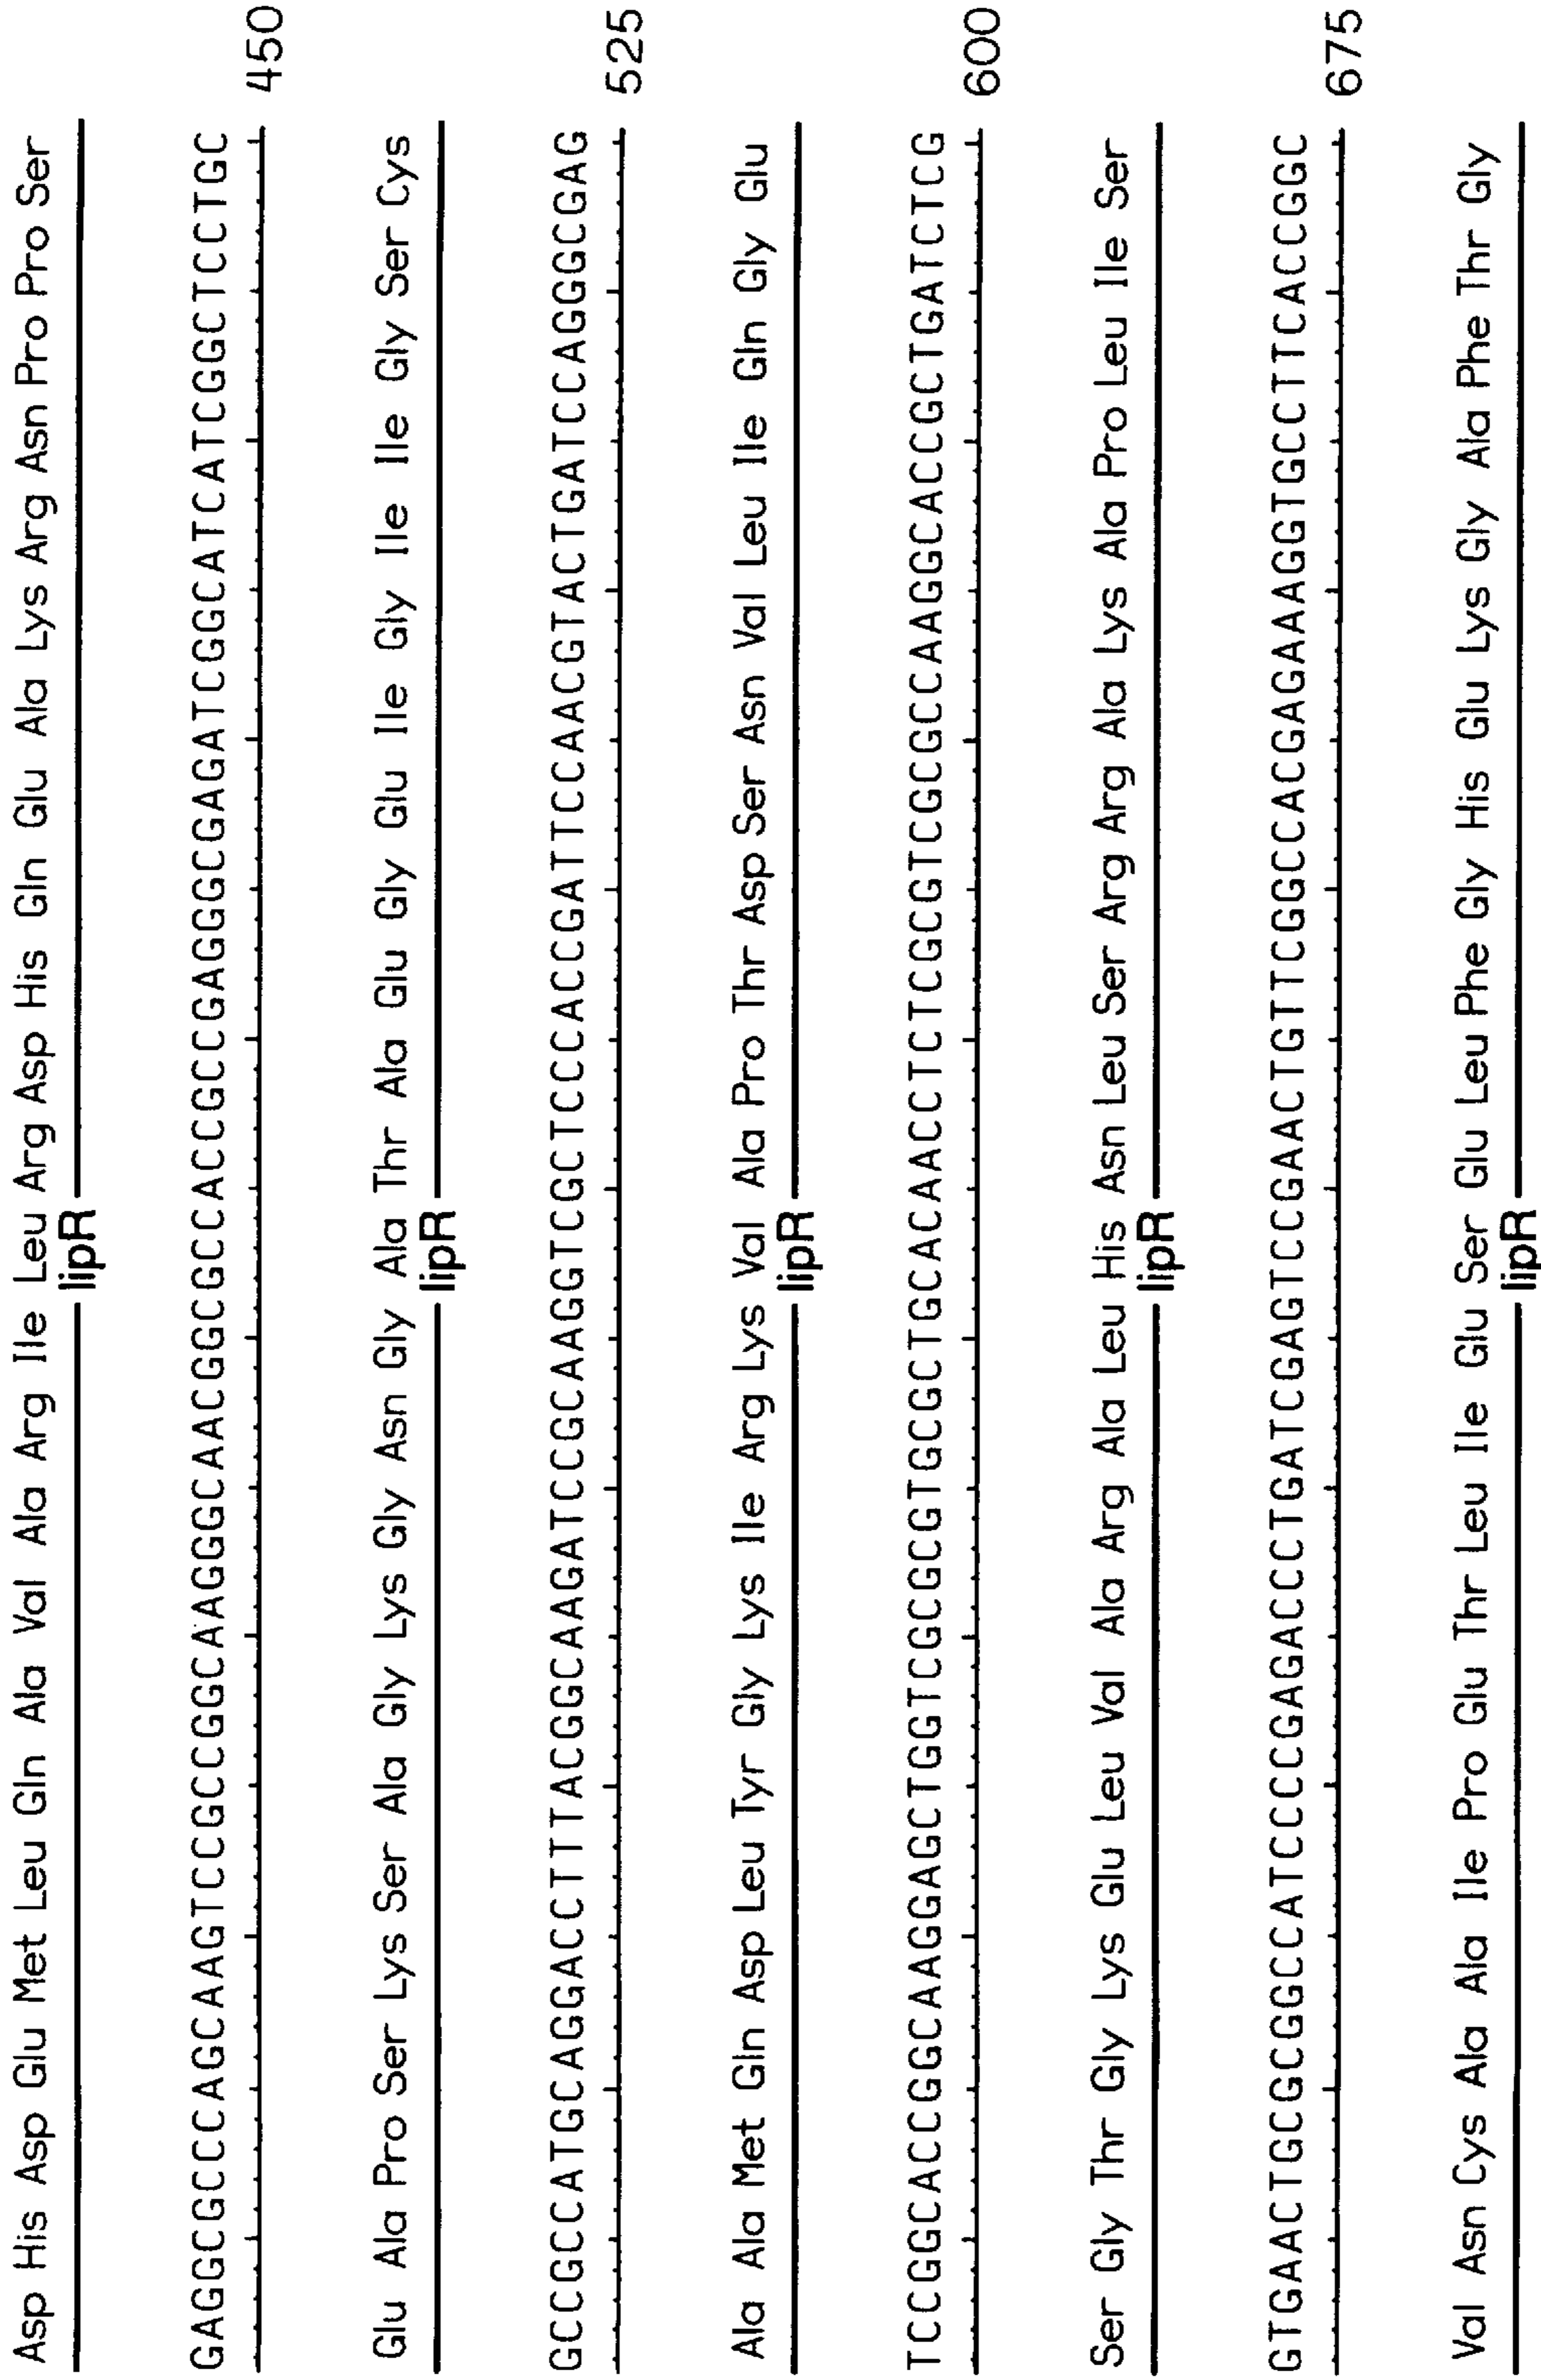 Asp His Asp Glu Met Leu Gln Ala Val Ala Arg Ile Leu Arg Asp His Gln Glu Ala Lys Arg Asn Pro Pro Ser
lipR
GAGGCGCCCAGCAAGTCCGCCGGCAAGGGCAACGGCGCCACCGCCGAGGGCGAGATCGGCATCATCGGCTCCTGC 450
Glu Ala Pro Ser Lys Ser Ala Gly Lys Gly Asn Gly Ala Thr Ala Glu Gly Glu Ile Gly Ile Ile Gly Ser Cys
lipR
GCCGCCATGCAGGACCTTTACGGCAAGATCCGCAAGGTCGCTCCCACCGATTCCAACGTACTGATCCAGGGCGAG 525
Ala Ala Met Gln Asp Leu Tyr Gly Lys Ile Arg Lys Val Ala Pro Thr Asp Ser Asn Val Leu Ile Gln Gly Glu
lipR
TCCGGCACCGGCAAGGAGCTGGTCGCGCGTGCGCTGCACAACCTCTCGCGTCGCGCCAAGGCACCGCTGATCTCG 600
Ser Gly Thr Gly Lys Glu Leu Val Ala Arg Ala Leu His Asn Leu Ser Arg Arg Ala Lys Ala Pro Leu Ile Ser
lipR
GTGAACTGCGCGGCCATCCCCGAGACCCTGATCGAGTCCGAACTGTTCGGCCACGAGAAAGGTGCCTTCACCGGC 675
Val Asn Cys Ala Ala Ile Pro Glu Thr Leu Ile Glu Ser Glu Leu Phe Gly His Glu Lys Gly Ala Phe Thr Gly
lipR